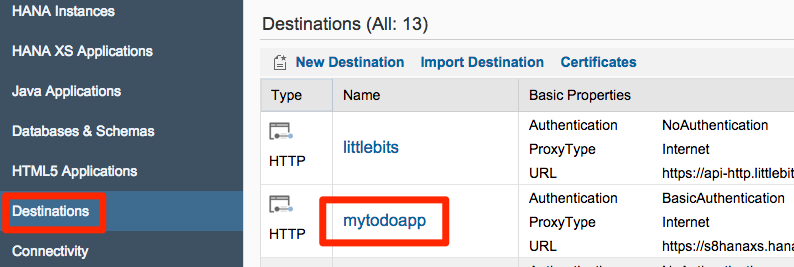 HANA Instances
HANA XS Applications
Java Applications
Databases & Schemas
HTML5 Applications
Destinations
Connectivity
Destinations (All: 13)
New Destination Import Destination Certificates
Type Name Basic Properties
HTTP littlebits
Authentication NoAuthentication
ProxyType Internet
URL https://api-http.littlebit
HTTP mytodoapp
Authentication BasicAuthentication
ProxyType Internet
URL https://s8hanaxs.hana